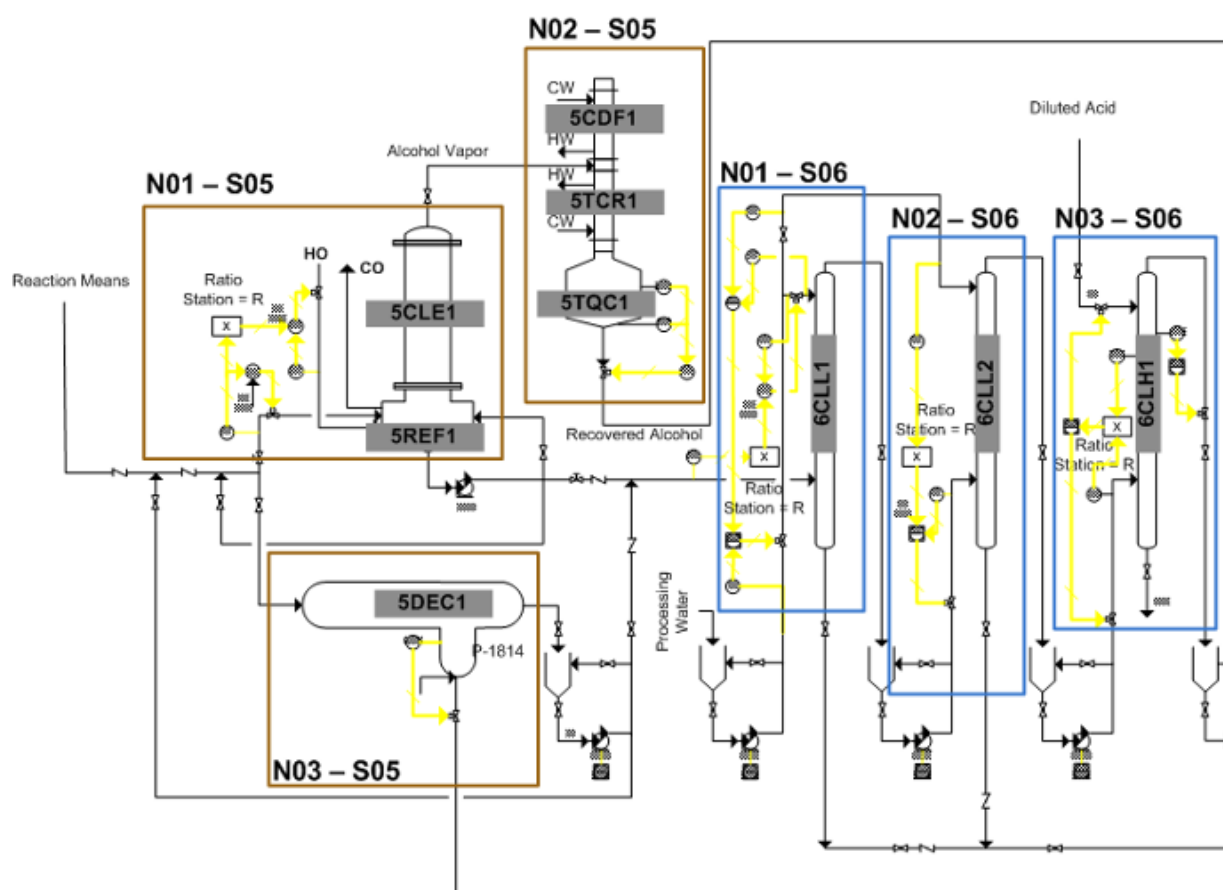 N02 – S05
CW
5CDF1
Diluted Acid
HW
Alcohol Vapor
N01 – S05
HW
N01 – S06
5TCR1
N02 – S06
N03 – S06
CW
HO
CO
Reaction Means
Ratio
Station = R
5TQC1
X
5CLE1
6CLL1
6CLL2
6CLH1
Ratio
Station = R
X
Ratio
Station = R
5REF1
Recovered Alcohol
X
X
Ratio
Station = R
5DEC1
Processing
Water
P-1814
N03 – S05